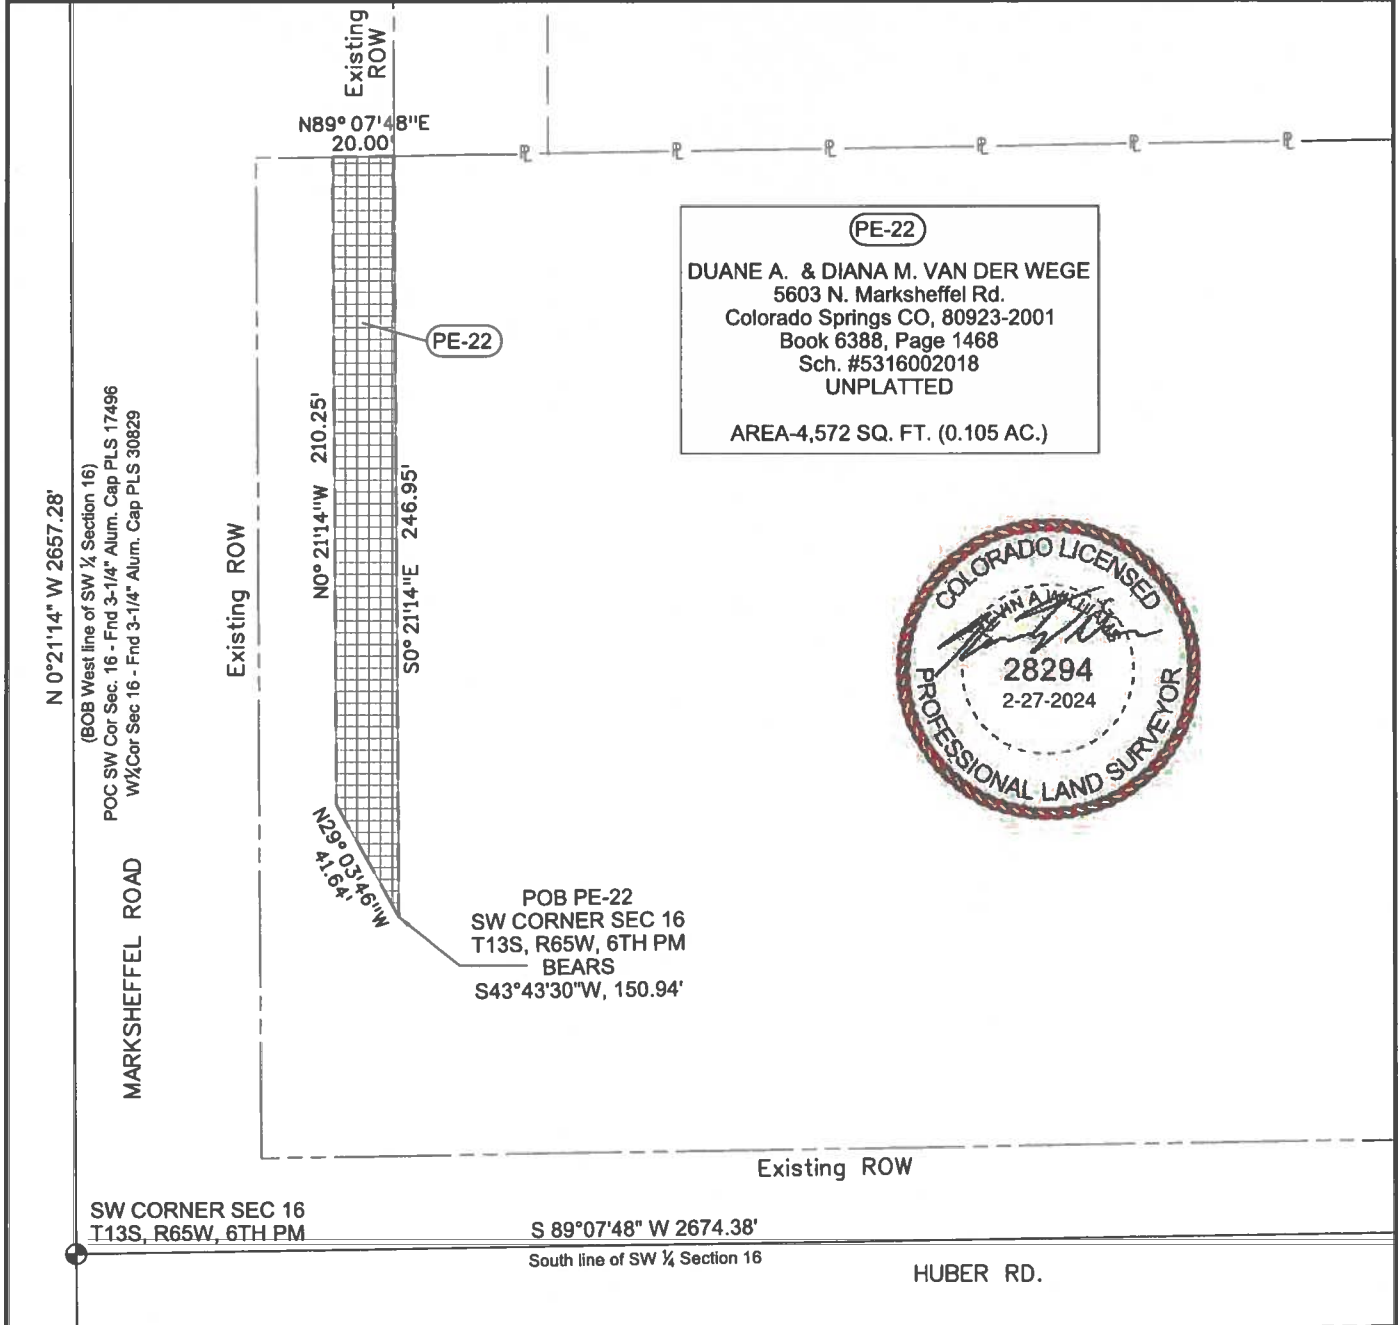 Existing
ROW
N89° 07'48"E
20.00'
PL PL PL PL PL PL
PE-22
DUANE A. & DIANA M. VAN DER WEGE
5603 N. Marksheffel Rd.
Colorado Springs CO, 80923-2001
Book 6388, Page 1468
Sch. #5316002018
UNPLATTED
AREA-4,572 SQ. FT. (0.105 AC.)
PE-22
N 0°21'14" W 2657.28'
(BOB West line of SW ¼ Section 16)
POC SW Cor Sec. 16 - Fnd 3-1/4" Alum. Cap PLS 17496
W¼Cor Sec 16 - Fnd 3-1/4" Alum. Cap PLS 30829
MARKSHEFFEL ROAD
Existing ROW
N0° 21'14"W 210.25'
S0° 21'14"E 246.95'
N29° 03'46"W
41.64'
COLORADO LICENSED
28294
2-27-2024
PROFESSIONAL LAND SURVEYOR
POB PE-22
SW CORNER SEC 16
T13S, R65W, 6TH PM
BEARS
S43°43'30"W, 150.94'
Existing ROW
SW CORNER SEC 16
T13S, R65W, 6TH PM
S 89°07'48" W 2674.38'
South line of SW ¼ Section 16
HUBER RD.